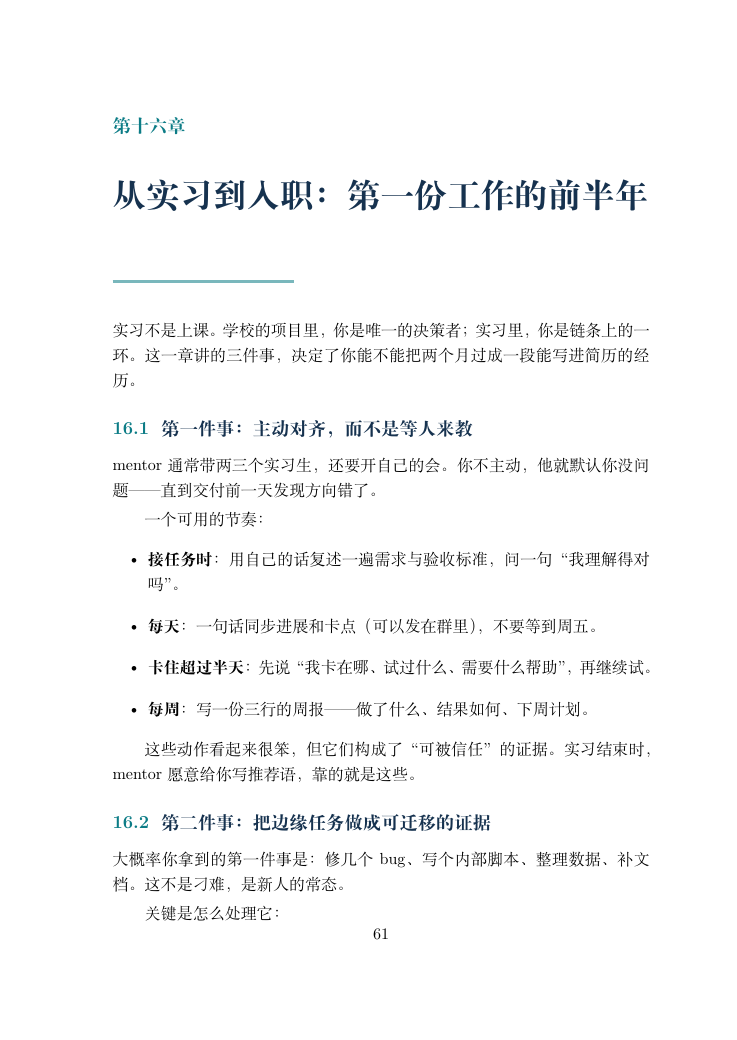 第十六章
从实习到入职：第一份工作的前半年
实习不是上课。学校的项目里，你是唯一的决策者；实习里，你是链条上的一
环。这一章讲的三件事，决定了你能不能把两个月过成一段能写进简历的经
历。
16.1 第一件事：主动对齐，而不是等人来教
mentor 通常带两三个实习生，还要开自己的会。你不主动，他就默认你没问
题——直到交付前一天发现方向错了。
一个可用的节奏：
• 接任务时：用自己的话复述一遍需求与验收标准，问一句“我理解得对
吗”。
• 每天：一句话同步进展和卡点（可以发在群里），不要等到周五。
• 卡住超过半天：先说“我卡在哪、试过什么、需要什么帮助”，再继续试。
• 每周：写一份三行的周报——做了什么、结果如何、下周计划。
这些动作看起来很笨，但它们构成了“可被信任”的证据。实习结束时，
mentor 愿意给你写推荐语，靠的就是这些。
16.2 第二件事：把边缘任务做成可迁移的证据
大概率你拿到的第一件事是：修几个 bug、写个内部脚本、整理数据、补文
档。这不是刁难，是新人的常态。
关键是怎么处理它：
61